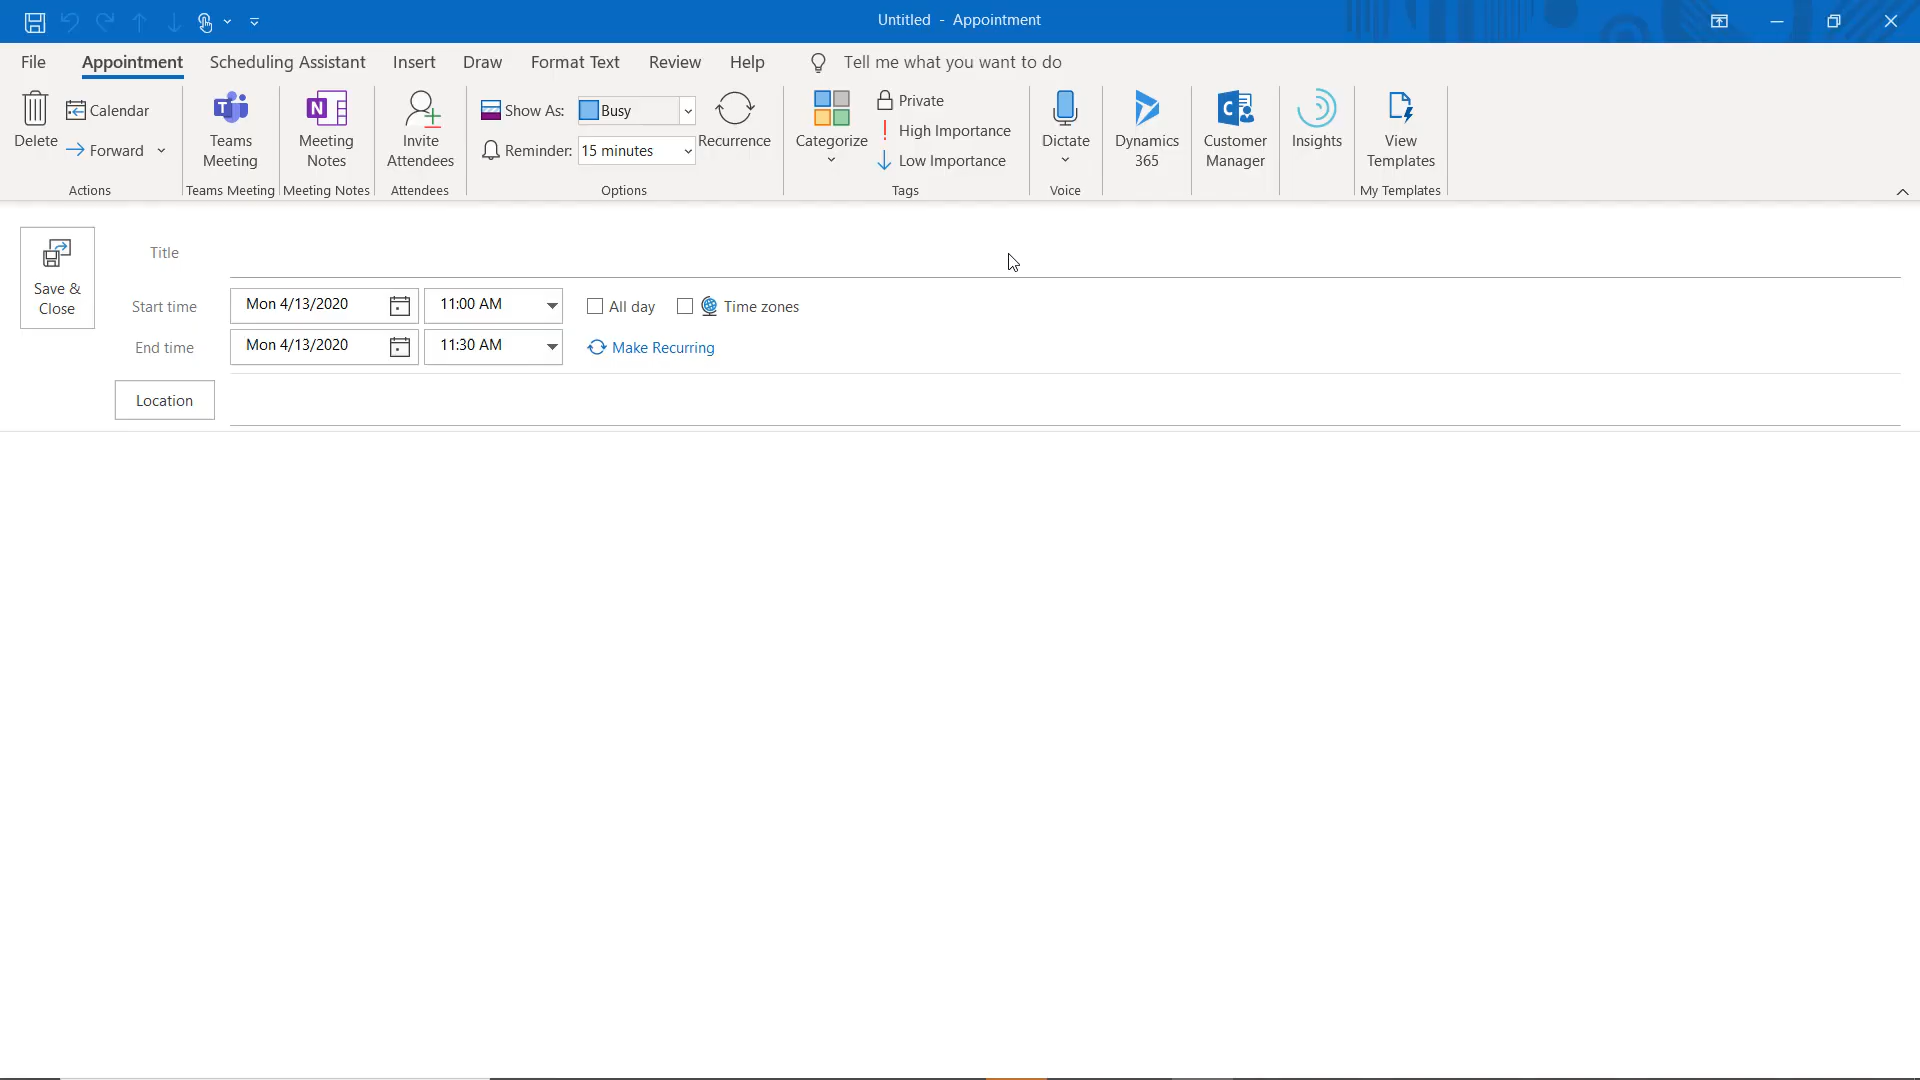 Untitled - Appointment
File Appointment Scheduling Assistant Insert Draw Format Text Review Help Tell me what you want to do
Delete
Calendar
Forward
Actions
Teams
Meeting
Teams Meeting
Meeting
Notes
Meeting Notes
Invite
Attendees
Attendees
Show As: Busy
Reminder: 15 minutes
Recurrence
Options
Categorize
Private
High Importance
Low Importance
Tags
Dictate
Voice
Dynamics
365
Customer
Manager
Insights
View
Templates
My Templates
Save &
Close
Title
Start time Mon 4/13/2020 11:00 AM All day Time zones
End time Mon 4/13/2020 11:30 AM Make Recurring
Location